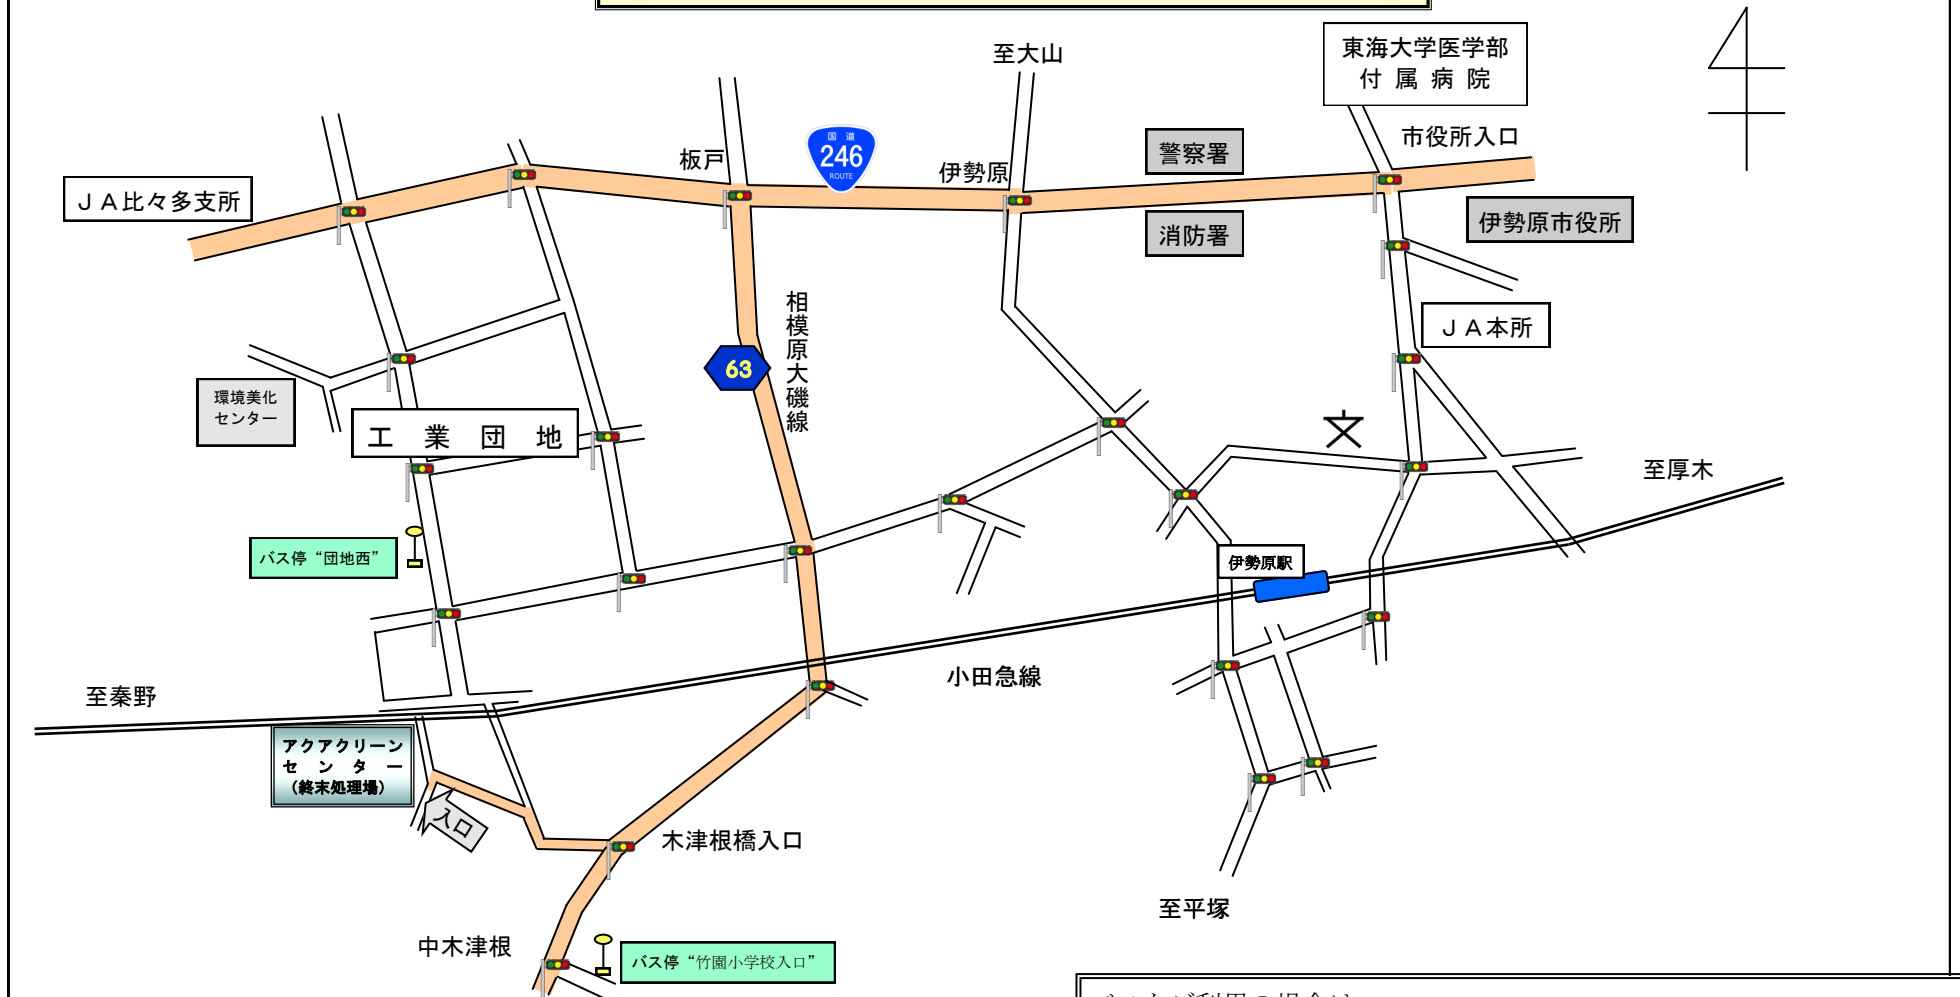 至大山
東海大学医学部
付属病院
市役所入口
国道
246
ROUTE
板戸
伊勢原
警察署
JA比々多支所
消防署
伊勢原市役所
相模原大磯線
JA本所
63
環境美化
センター
工業団地
至厚木
バス停“団地西”
伊勢原駅
小田急線
至秦野
アクアクリーン
センター
(終末処理場)
入口
木津根橋入口
至平塚
中木津根
バス停“竹園小学校入口”